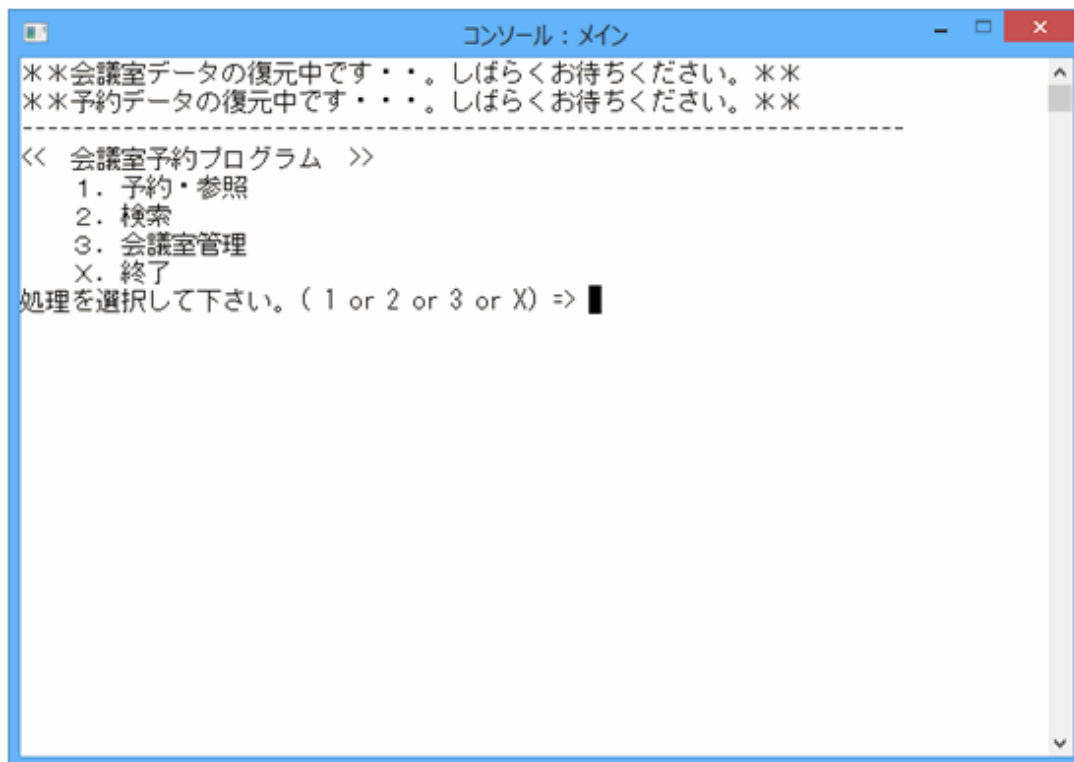 コンソール：メイン
＊＊会議室データの復元中です・・。しばらくお待ちください。＊＊
＊＊予約データの復元中です・・・。しばらくお待ちください。＊＊
----------------------------------------------------------------------
<<　会議室予約プログラム　>>
１．予約・参照
２．検索
３．会議室管理
Ｘ．終了
処理を選択して下さい。( 1 or 2 or 3 or X) =>